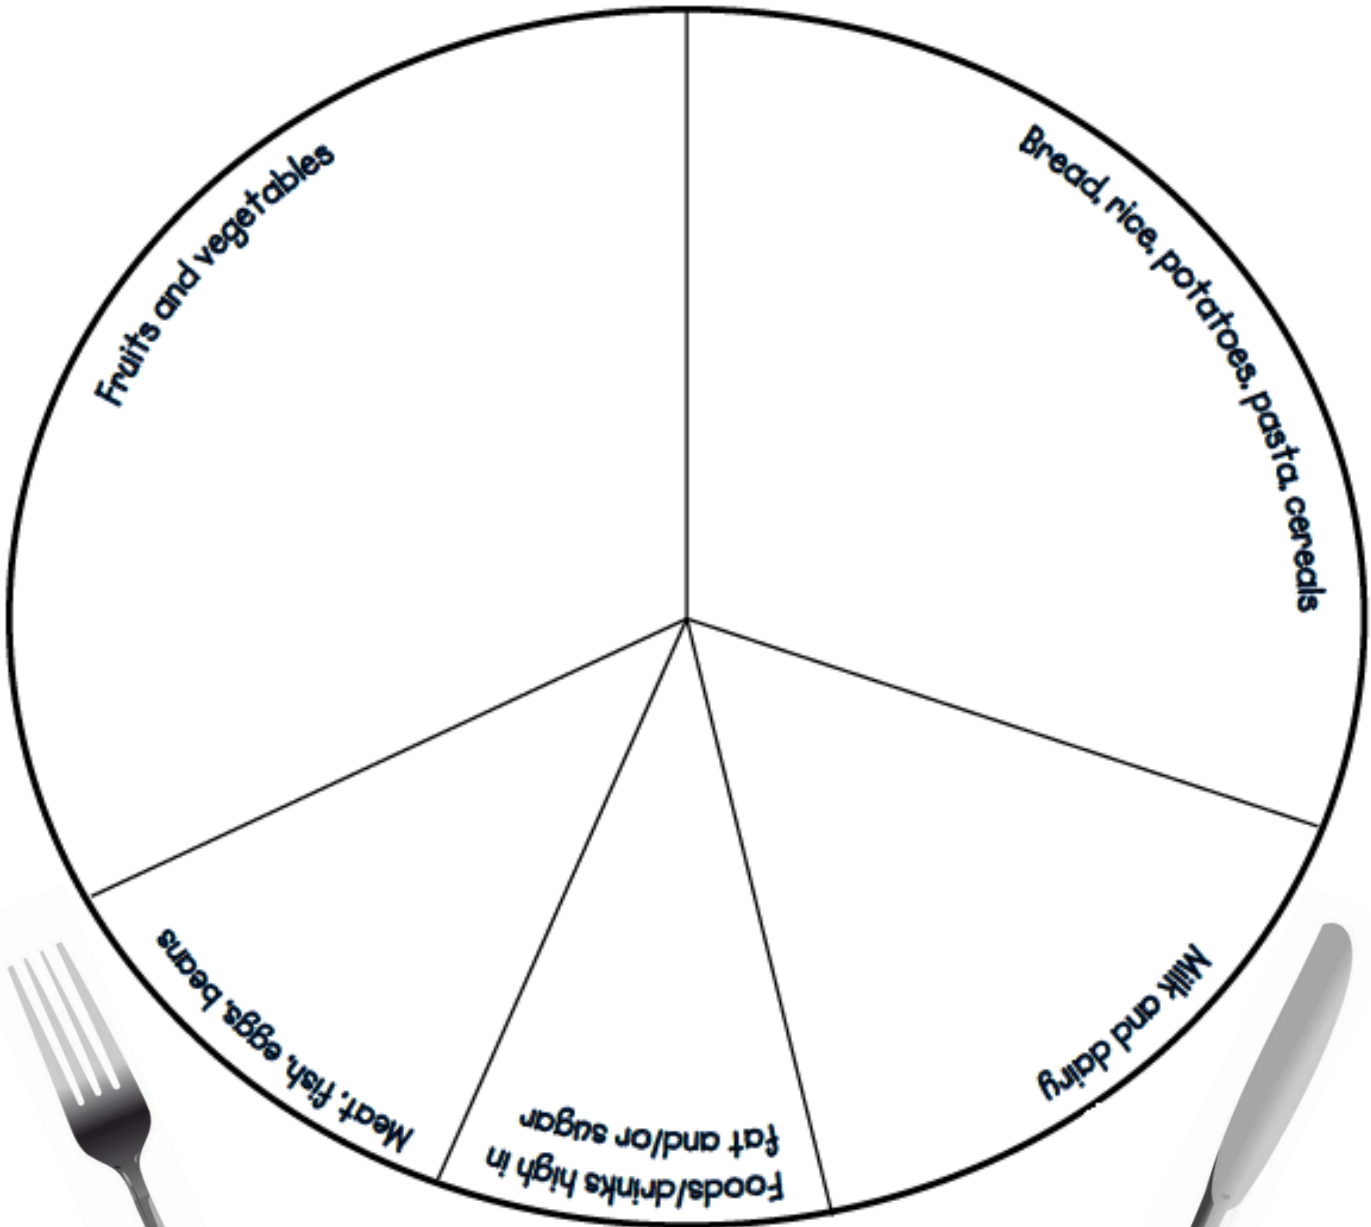 Fruits and vegetables
Bread, rice, potatoes, pasta, cereals
Milk and dairy
Foods/drinks high in
fat and/or sugar
Meat, fish, eggs, beans